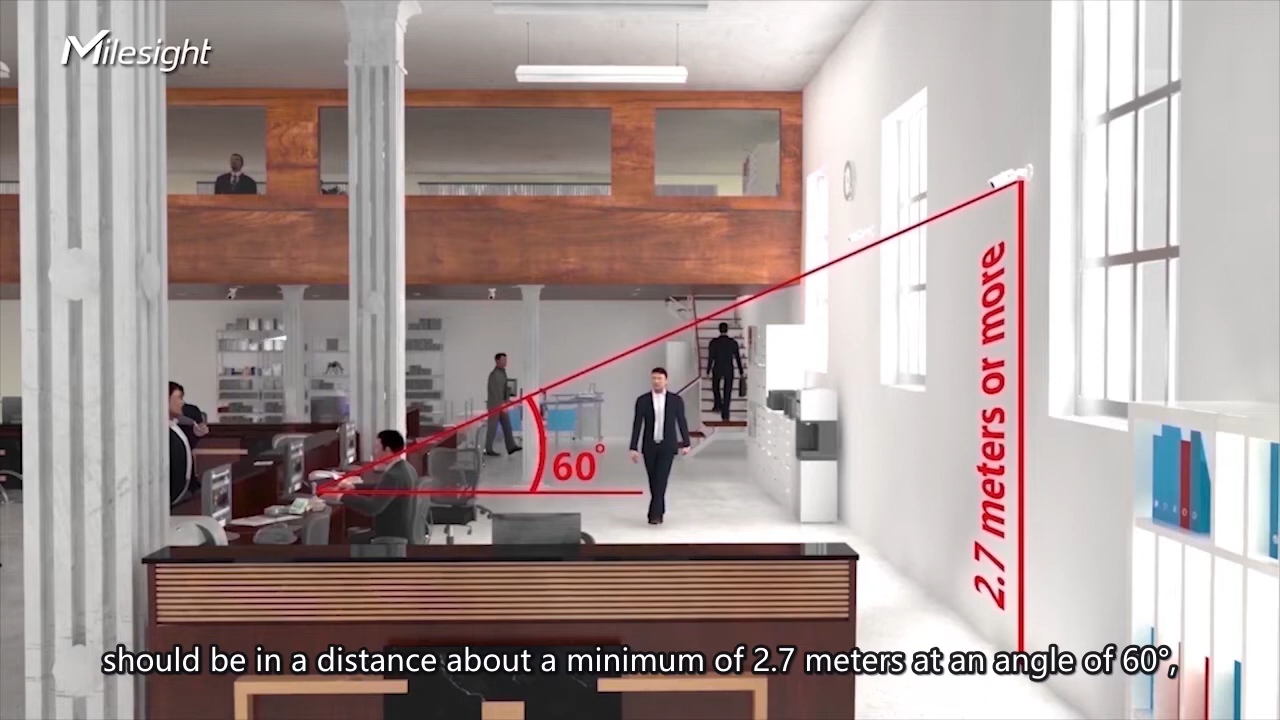 Milesight
2.7 meters or more
60°
should be in a distance about a minimum of 2.7 meters at an angle of 60°,